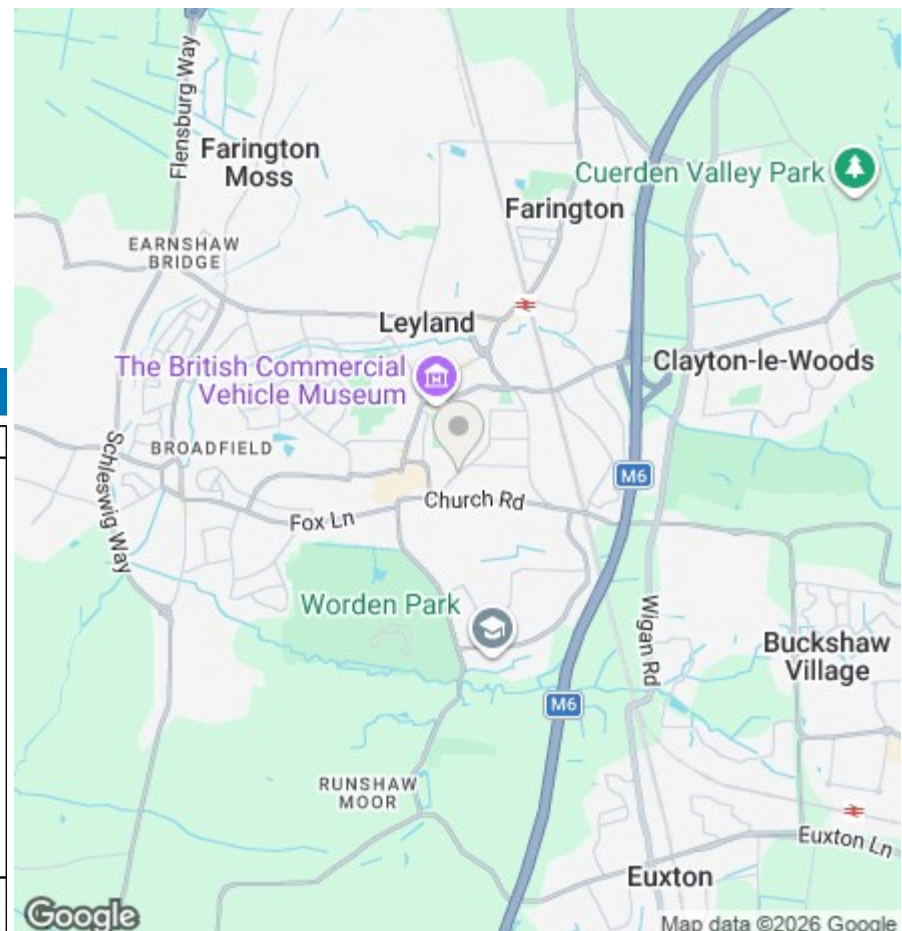 Flensburg Way
Farington
Moss
Cuerden Valley Park
Farington
EARNSHAW
BRIDGE
Leyland
The British Commercial
Vehicle Museum
Clayton-le-Woods
BROADFIELD
Schleswig Way
M6
Church Rd
Fox Ln
Worden Park
Wigan Rd
Buckshaw
Village
M6
RUNSHAW
MOOR
Euxton Ln
Euxton
Google
Map data ©2026 Google